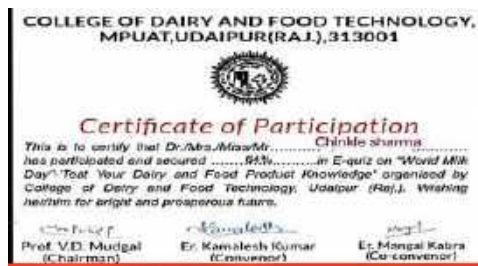 COLLEGE OF DAIRY AND FOOD TECHNOLOGY,
MPUAT,UDAIPUR(RAJ.),313001
Certificate of Participation
This is to certify that Dr./Mrs./Miss/Mr............Chinkle sharma............
has participated and secured .......64%............in E-quiz on "World Milk
Day"-'Test Your Dairy and Food Product Knowledge" organised by
College of Dairy and Food Technology, Udaipur (Raj.). Wishing
her/him for bright and prosperous future.
Prof. V.D. Mudgal Er. Kamalesh Kumar Er. Mangal Kabra
(Chairman) (Convenor) (Co-convenor)